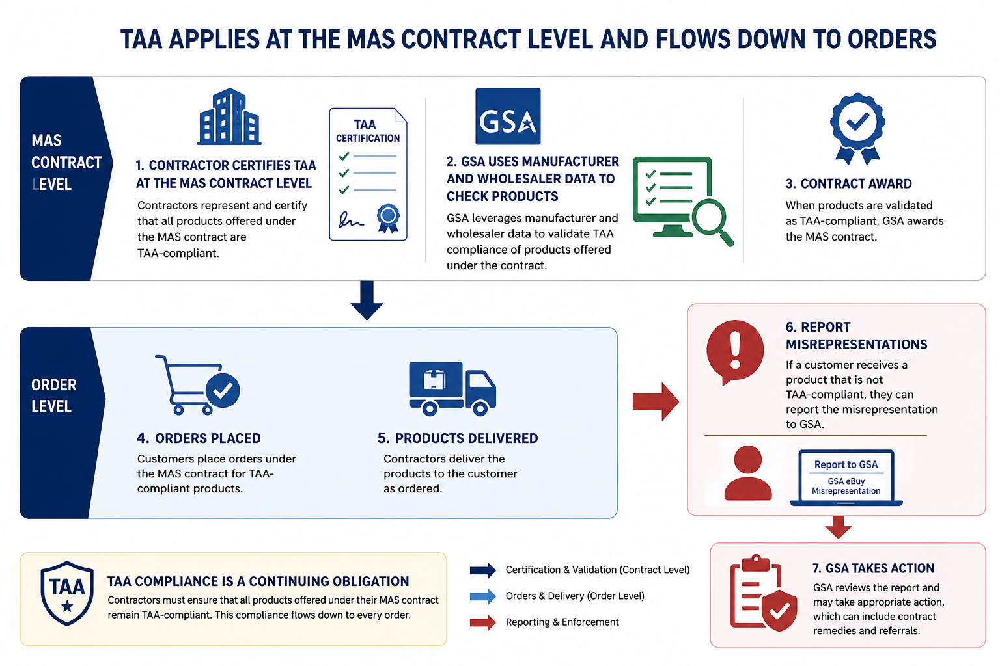 TAA APPLIES AT THE MAS CONTRACT LEVEL AND FLOWS DOWN TO ORDERS
MAS
CONTRACT
LEVEL
1. CONTRACTOR CERTIFIES TAA
AT THE MAS CONTRACT LEVEL
Contractors represent and certify
that all products offered under
the MAS contract are
TAA-compliant.
TAA
CERTIFICATION
GSA
2. GSA USES MANUFACTURER
AND WHOLESALER DATA TO
CHECK PRODUCTS
GSA leverages manufacturer and
wholesaler data to validate TAA
compliance of products offered
under the contract.
3. CONTRACT AWARD
When products are validated
as TAA-compliant, GSA awards
the MAS contract.
ORDER
LEVEL
4. ORDERS PLACED
Customers place orders under
the MAS contract for TAA-
compliant products.
5. PRODUCTS DELIVERED
Contractors deliver the
products to the customer
as ordered.
6. REPORT
MISREPRESENTATIONS
If a customer receives a
product that is not
TAA-compliant, they can
report the misrepresentation
to GSA.
Report to GSA
GSA eBuy
Misrepresentation
TAA
TAA COMPLIANCE IS A CONTINUING OBLIGATION
Contractors must ensure that all products offered under their MAS contract
remain TAA-compliant. This compliance flows down to every order.
Certification & Validation (Contract Level)
Orders & Delivery (Order Level)
Reporting & Enforcement
7. GSA TAKES ACTION
GSA reviews the report and
may take appropriate action,
which can include contract
remedies and referrals.